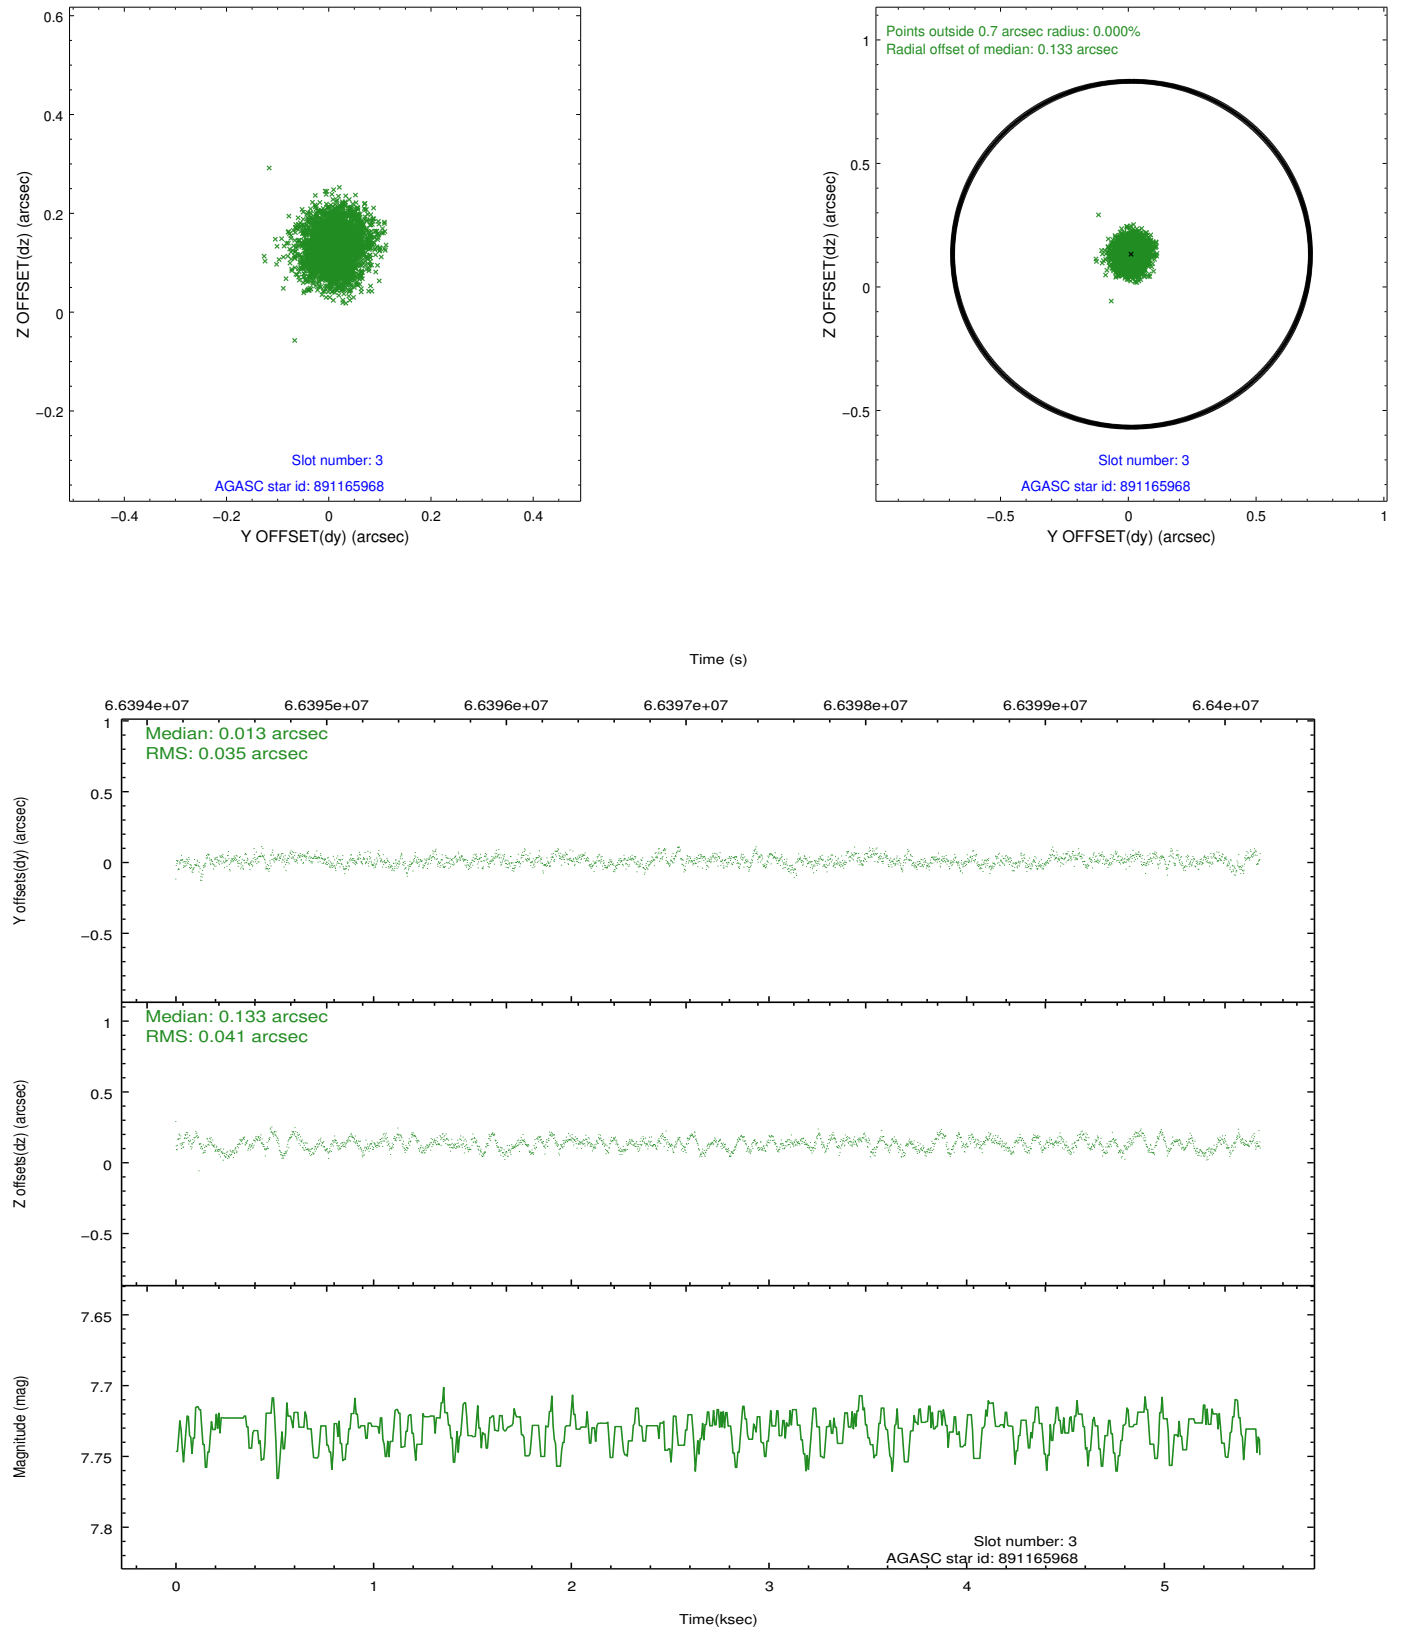 0.6
0.4
0.2
0
−0.2
Z OFFSET(dz) (arcsec)
Slot number: 3
AGASC star id: 891165968
−0.4 −0.2 0 0.2 0.4
Y OFFSET(dy) (arcsec)
Points outside 0.7 arcsec radius: 0.000%
Radial offset of median: 0.133 arcsec
1
0.5
0
−0.5
Z OFFSET(dz) (arcsec)
Slot number: 3
AGASC star id: 891165968
−0.5 0 0.5 1
Y OFFSET(dy) (arcsec)
Time (s)
6.6394e+07 6.6395e+07 6.6396e+07 6.6397e+07 6.6398e+07 6.6399e+07 6.64e+07
Median: 0.013 arcsec
RMS: 0.035 arcsec
1
0.5
0
−0.5
Y offsets(dy) (arcsec)
Median: 0.133 arcsec
RMS: 0.041 arcsec
1
0.5
0
−0.5
Z offsets(dz) (arcsec)
7.65
7.7
7.75
7.8
Magnitude (mag)
Slot number: 3
AGASC star id: 891165968
0 1 2 3 4 5
Time(ksec)